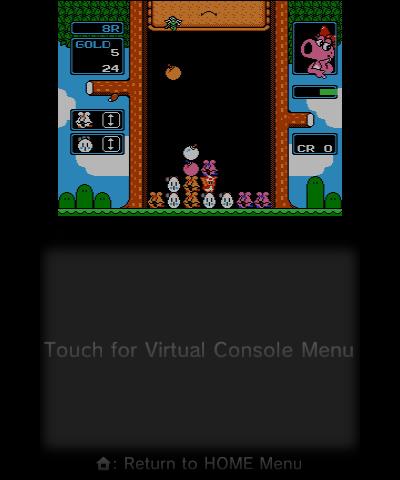 8R
GOLD
5
24
CR 0
Touch for Virtual Console Menu
: Return to HOME Menu